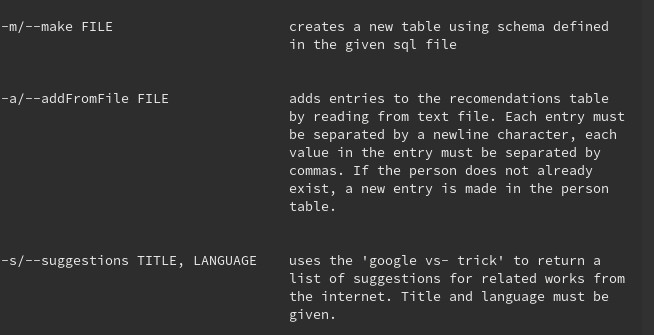 -m/--make FILE creates a new table using schema defined
in the given sql file
-a/--addFromFile FILE adds entries to the recomendations table
by reading from text file. Each entry must
be separated by a newline character, each
value in the entry must be separated by
commas. If the person does not already
exist, a new entry is made in the person
table.
-s/--suggestions TITLE, LANGUAGE uses the 'google vs- trick' to return a
list of suggestions for related works from
the internet. Title and language must be
given.